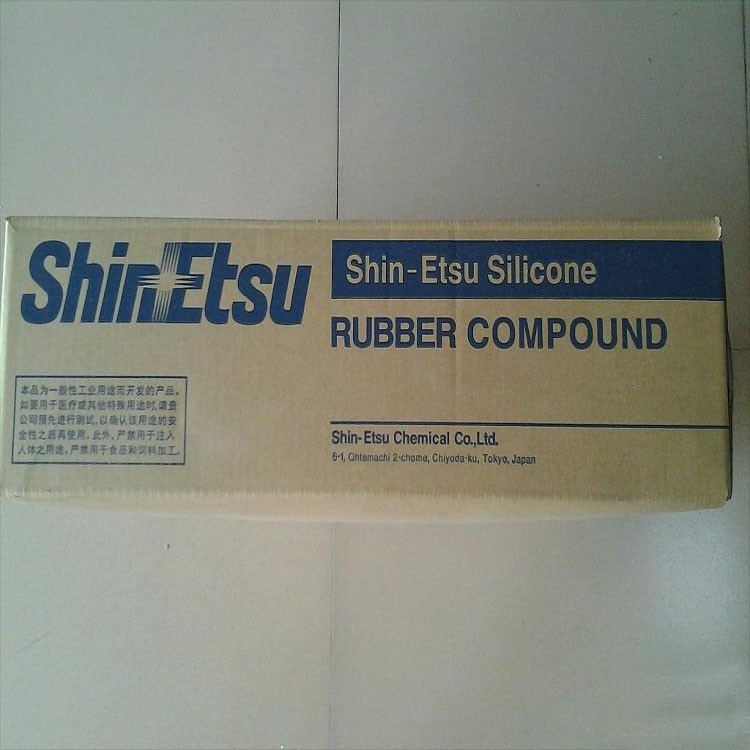 ShinEtsu
Shin-Etsu Silicone
RUBBER COMPOUND
本品为一般性工业用途而开发的产品。
如要用于医疗或其他特殊用途时,请贵
公司预先进行测试,以确认该用途的安
全性之后再使用。此外,严禁用于注入
人体之用途,严禁用于食品和饲料加工。
Shin-Etsu Chemical Co.,Ltd.
6-1, Ohtemachi 2-chome, Chiyoda-ku, Tokyo, Japan